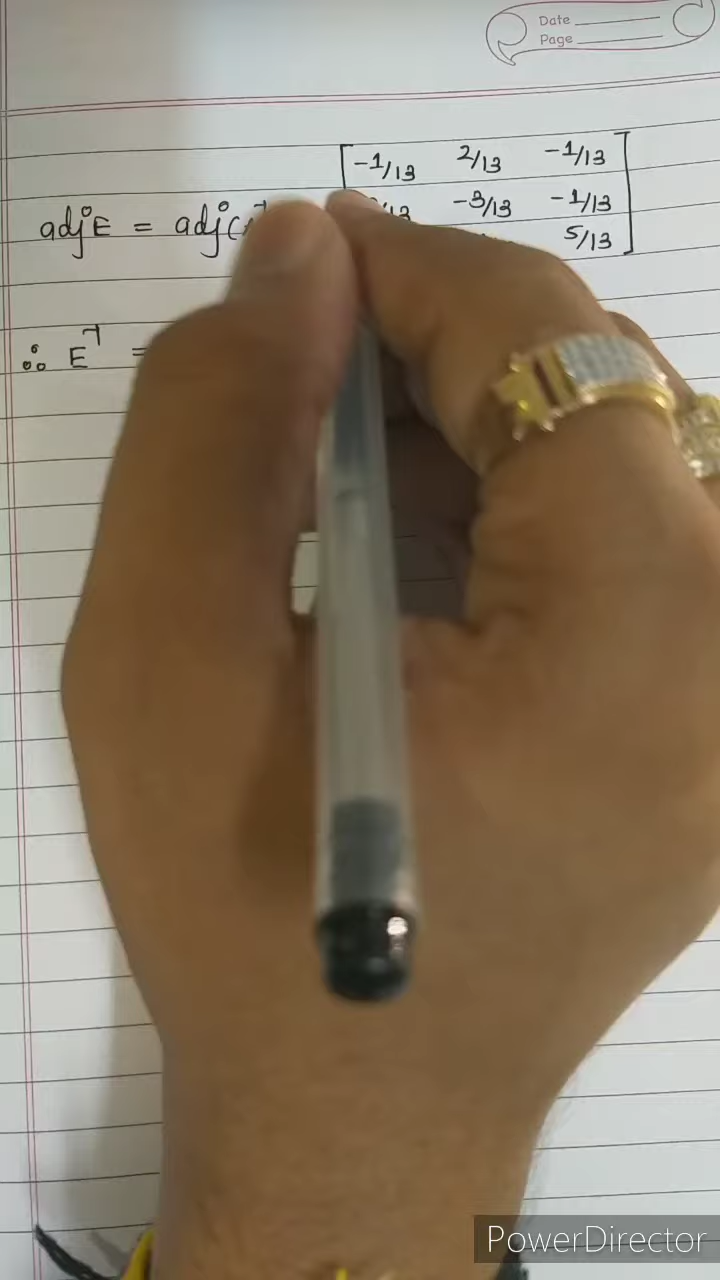 Date
Page
-1/13 2/13 -1/13
adjE = adj( -3/13 -1/13
5/13
∴ E⁻¹ =
PowerDirector